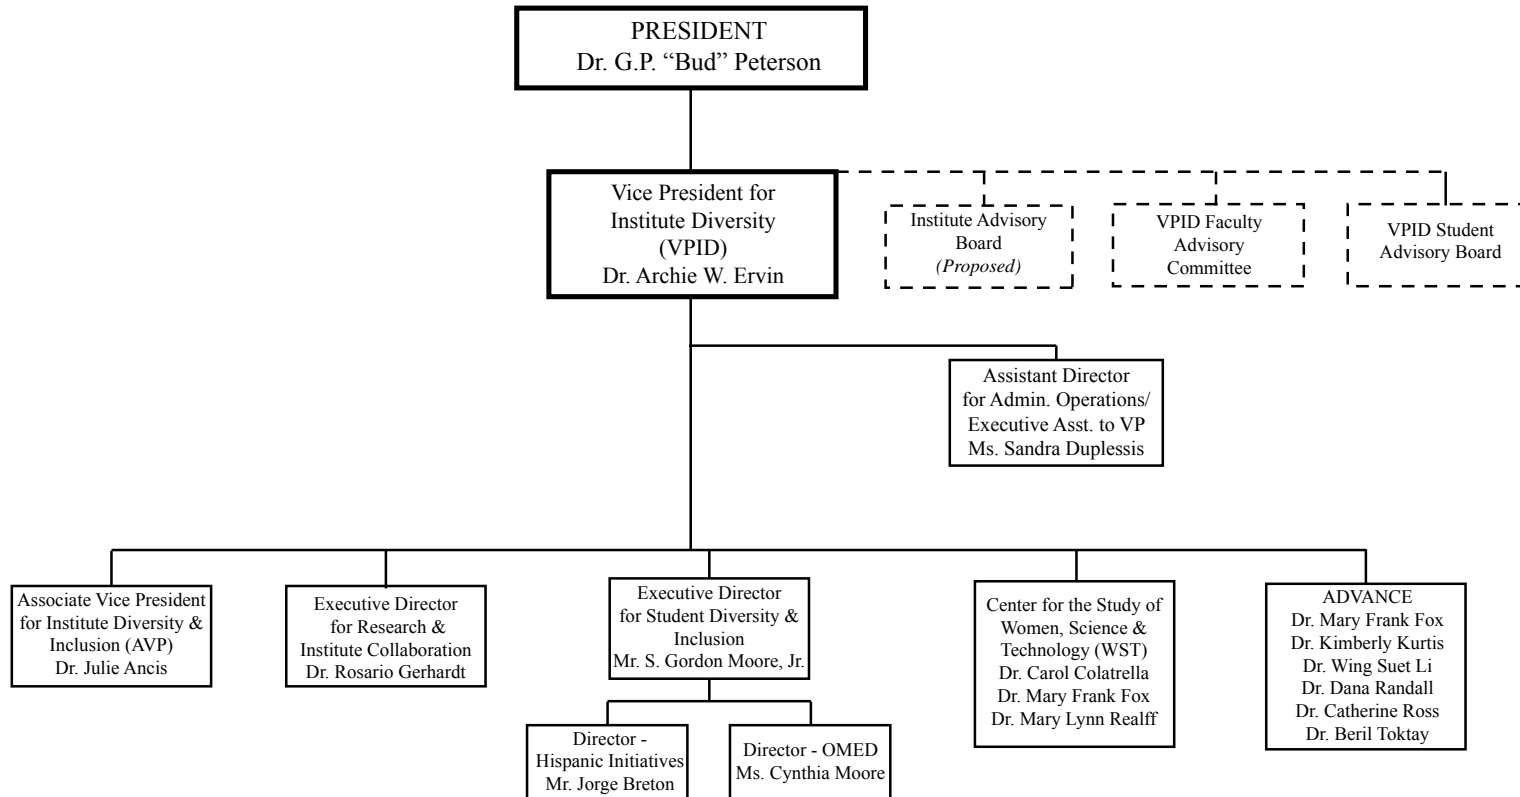 PRESIDENT
Dr. G.P. “Bud” Peterson
Vice President for
Institute Diversity
(VPID)
Dr. Archie W. Ervin
Institute Advisory
Board
(Proposed)
VPID Faculty
Advisory
Committee
VPID Student
Advisory Board
Assistant Director
for Admin. Operations/
Executive Asst. to VP
Ms. Sandra Duplessis
Associate Vice President
for Institute Diversity &
Inclusion (AVP)
Dr. Julie Ancis
Executive Director
for Research &
Institute Collaboration
Dr. Rosario Gerhardt
Executive Director
for Student Diversity &
Inclusion
Mr. S. Gordon Moore, Jr.
Center for the Study of
Women, Science &
Technology (WST)
Dr. Carol Colatrella
Dr. Mary Frank Fox
Dr. Mary Lynn Realff
ADVANCE
Dr. Mary Frank Fox
Dr. Kimberly Kurtis
Dr. Wing Suet Li
Dr. Dana Randall
Dr. Catherine Ross
Dr. Beril Toktay
Director -
Hispanic Initiatives
Mr. Jorge Breton
Director - OMED
Ms. Cynthia Moore